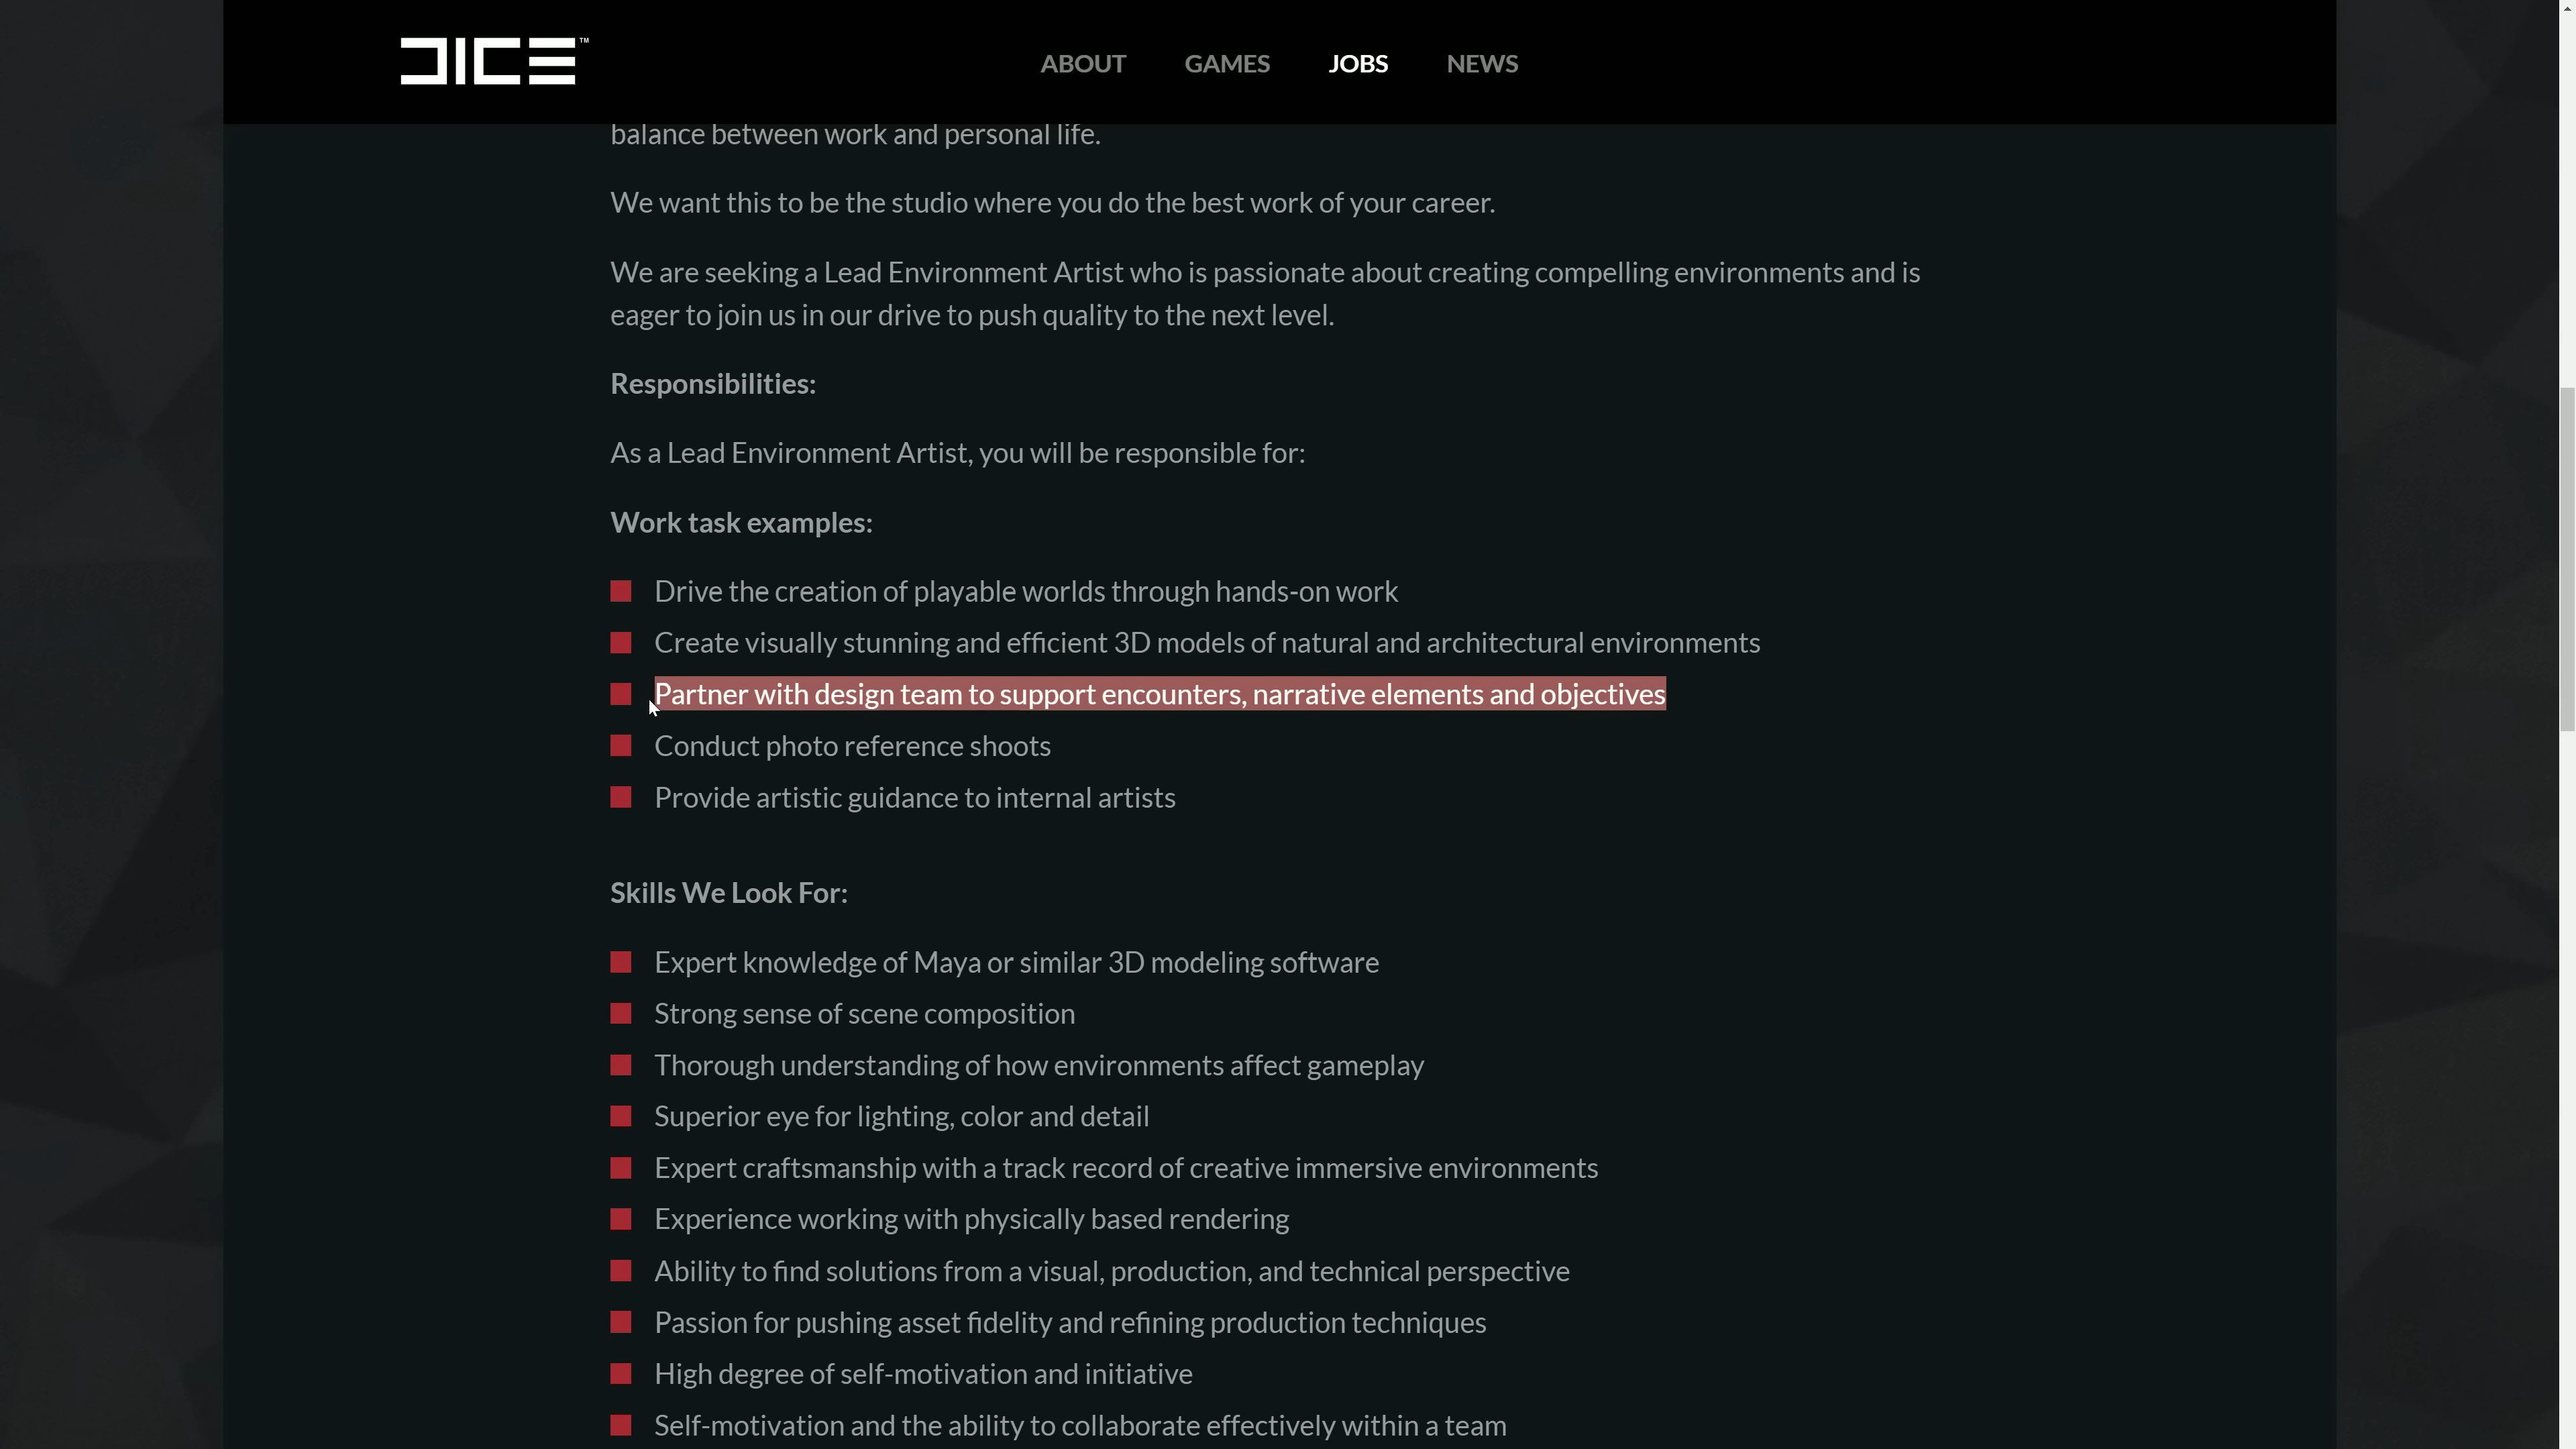 DICE™
ABOUT GAMES JOBS NEWS
balance between work and personal life.
We want this to be the studio where you do the best work of your career.
We are seeking a Lead Environment Artist who is passionate about creating compelling environments and is
eager to join us in our drive to push quality to the next level.
Responsibilities:
As a Lead Environment Artist, you will be responsible for:
Work task examples:
Drive the creation of playable worlds through hands-on work
Create visually stunning and efficient 3D models of natural and architectural environments
Partner with design team to support encounters, narrative elements and objectives
Conduct photo reference shoots
Provide artistic guidance to internal artists
Skills We Look For:
Expert knowledge of Maya or similar 3D modeling software
Strong sense of scene composition
Thorough understanding of how environments affect gameplay
Superior eye for lighting, color and detail
Expert craftsmanship with a track record of creative immersive environments
Experience working with physically based rendering
Ability to find solutions from a visual, production, and technical perspective
Passion for pushing asset fidelity and refining production techniques
High degree of self-motivation and initiative
Self-motivation and the ability to collaborate effectively within a team